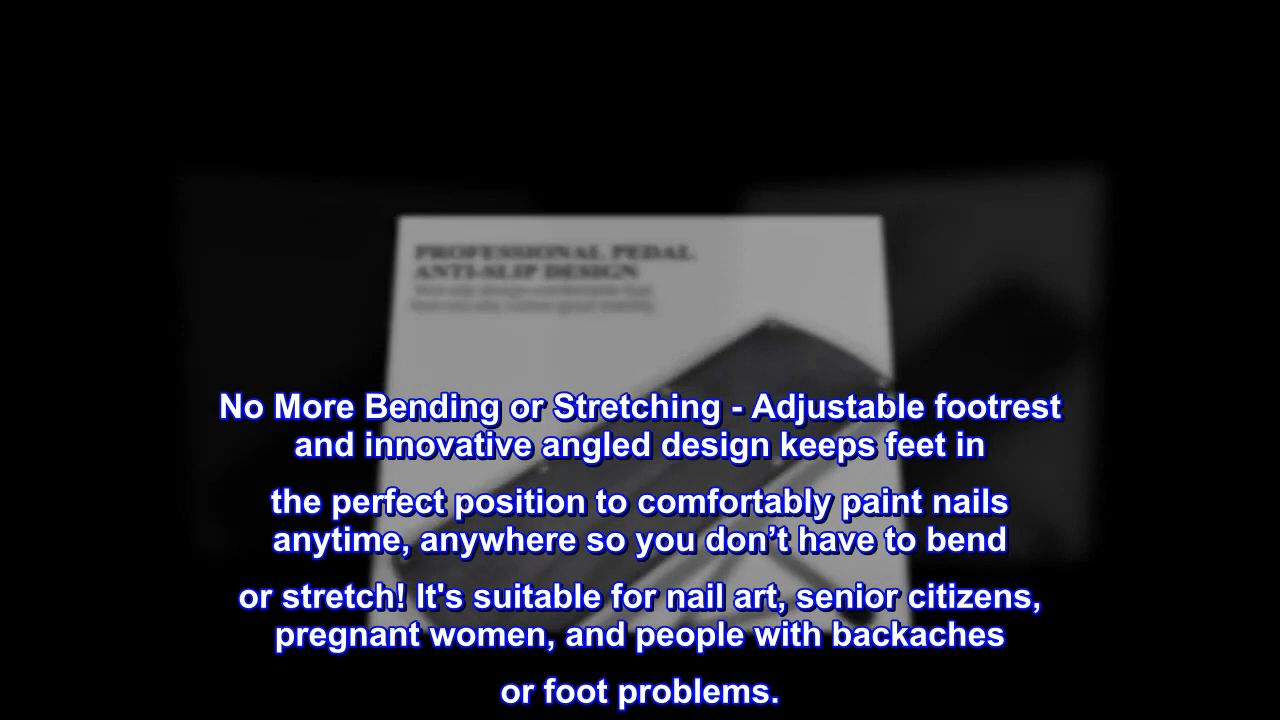 PROFESSIONAL PEDAL
ANTI-SLIP DESIGN
No More Bending or Stretching - Adjustable footrest
and innovative angled design keeps feet in
the perfect position to comfortably paint nails
anytime, anywhere so you don’t have to bend
or stretch! It's suitable for nail art, senior citizens,
pregnant women, and people with backaches
or foot problems.